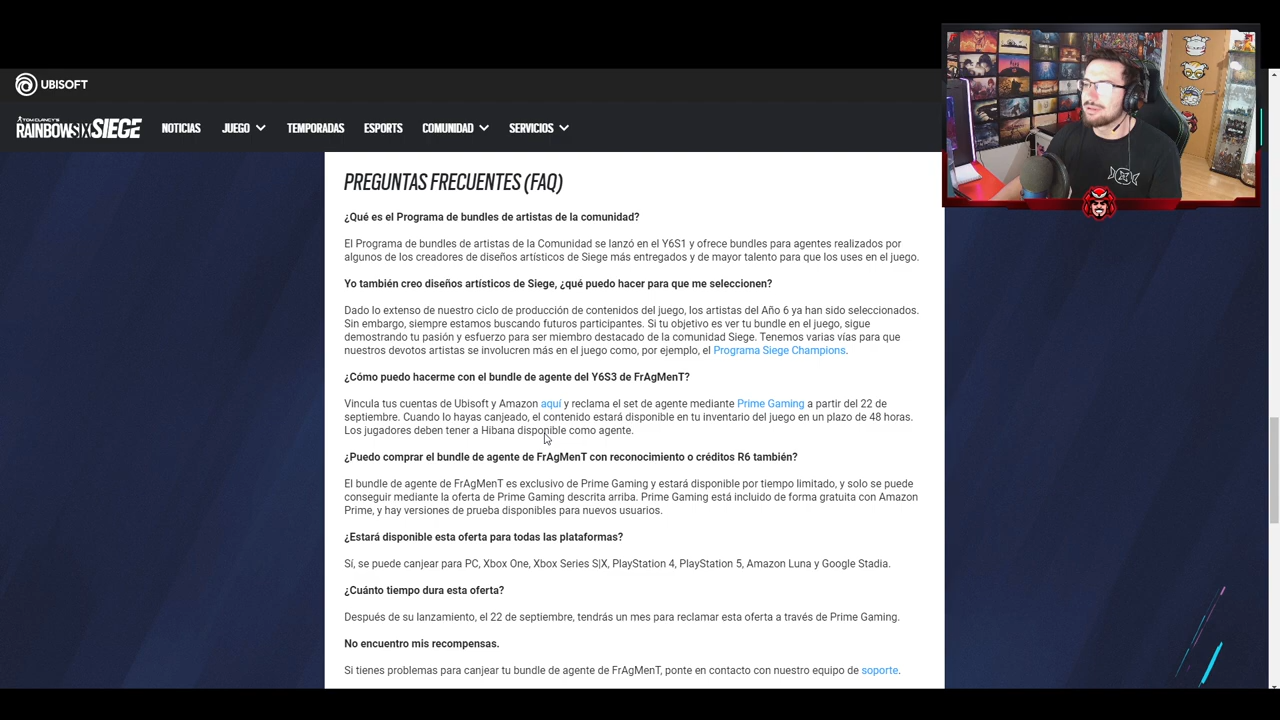 UBISOFT
TOM CLANCY'S
RAINBOWSIX SIEGE
NOTICIAS JUEGO TEMPORADAS ESPORTS COMUNIDAD SERVICIOS
PREGUNTAS FRECUENTES (FAQ)
¿Qué es el Programa de bundles de artistas de la comunidad?
El Programa de bundles de artistas de la Comunidad se lanzó en el Y6S1 y ofrece bundles para agentes realizados por
algunos de los creadores de diseños artísticos de Siege más entregados y de mayor talento para que los uses en el juego.
Yo también creo diseños artísticos de Siege, ¿qué puedo hacer para que me seleccionen?
Dado lo extenso de nuestro ciclo de producción de contenidos del juego, los artistas del Año 6 ya han sido seleccionados.
Sin embargo, siempre estamos buscando futuros participantes. Si tu objetivo es ver tu bundle en el juego, sigue
demostrando tu pasión y esfuerzo para ser miembro destacado de la comunidad Siege. Tenemos varias vías para que
nuestros devotos artistas se involucren más en el juego como, por ejemplo, el Programa Siege Champions.
¿Cómo puedo hacerme con el bundle de agente del Y6S3 de FrAgMenT?
Vincula tus cuentas de Ubisoft y Amazon aquí y reclama el set de agente mediante Prime Gaming a partir del 22 de
septiembre. Cuando lo hayas canjeado, el contenido estará disponible en tu inventario del juego en un plazo de 48 horas.
Los jugadores deben tener a Hibana disponible como agente.
¿Puedo comprar el bundle de agente de FrAgMenT con reconocimiento o créditos R6 también?
El bundle de agente de FrAgMenT es exclusivo de Prime Gaming y estará disponible por tiempo limitado, y solo se puede
conseguir mediante la oferta de Prime Gaming descrita arriba. Prime Gaming está incluido de forma gratuita con Amazon
Prime, y hay versiones de prueba disponibles para nuevos usuarios.
¿Estará disponible esta oferta para todas las plataformas?
Sí, se puede canjear para PC, Xbox One, Xbox Series S|X, PlayStation 4, PlayStation 5, Amazon Luna y Google Stadia.
¿Cuánto tiempo dura esta oferta?
Después de su lanzamiento, el 22 de septiembre, tendrás un mes para reclamar esta oferta a través de Prime Gaming.
No encuentro mis recompensas.
Si tienes problemas para canjear tu bundle de agente de FrAgMenT, ponte en contacto con nuestro equipo de soporte.